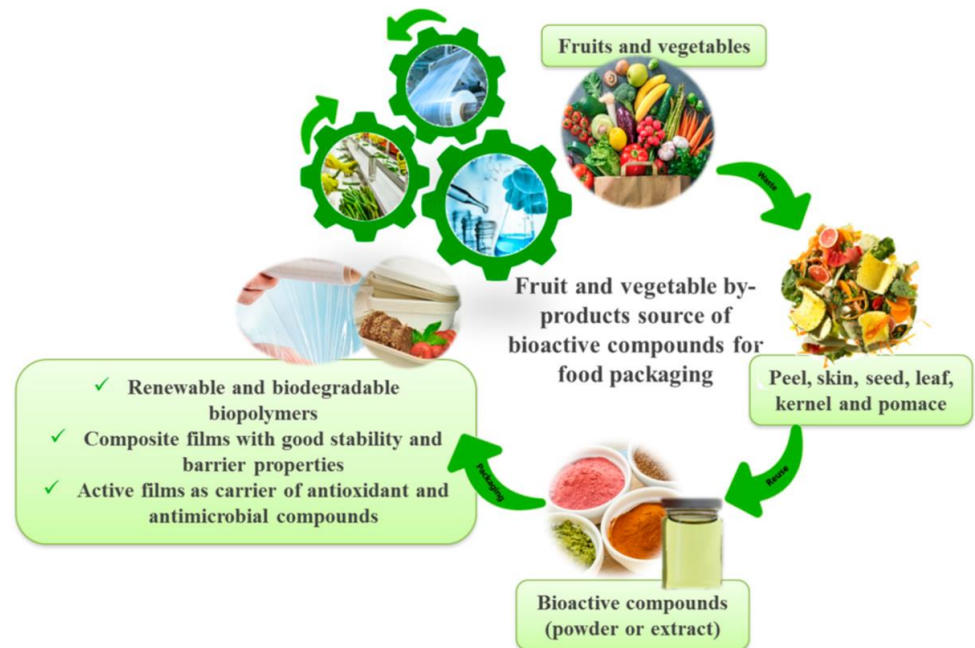 Fruits and vegetables
Waste
Fruit and vegetable by-
products source of
bioactive compounds for
food packaging
Peel, skin, seed, leaf,
kernel and pomace
Reuse
Bioactive compounds
(powder or extract)
Packaging
✓ Renewable and biodegradable
biopolymers
✓ Composite films with good stability and
barrier properties
✓ Active films as carrier of antioxidant and
antimicrobial compounds